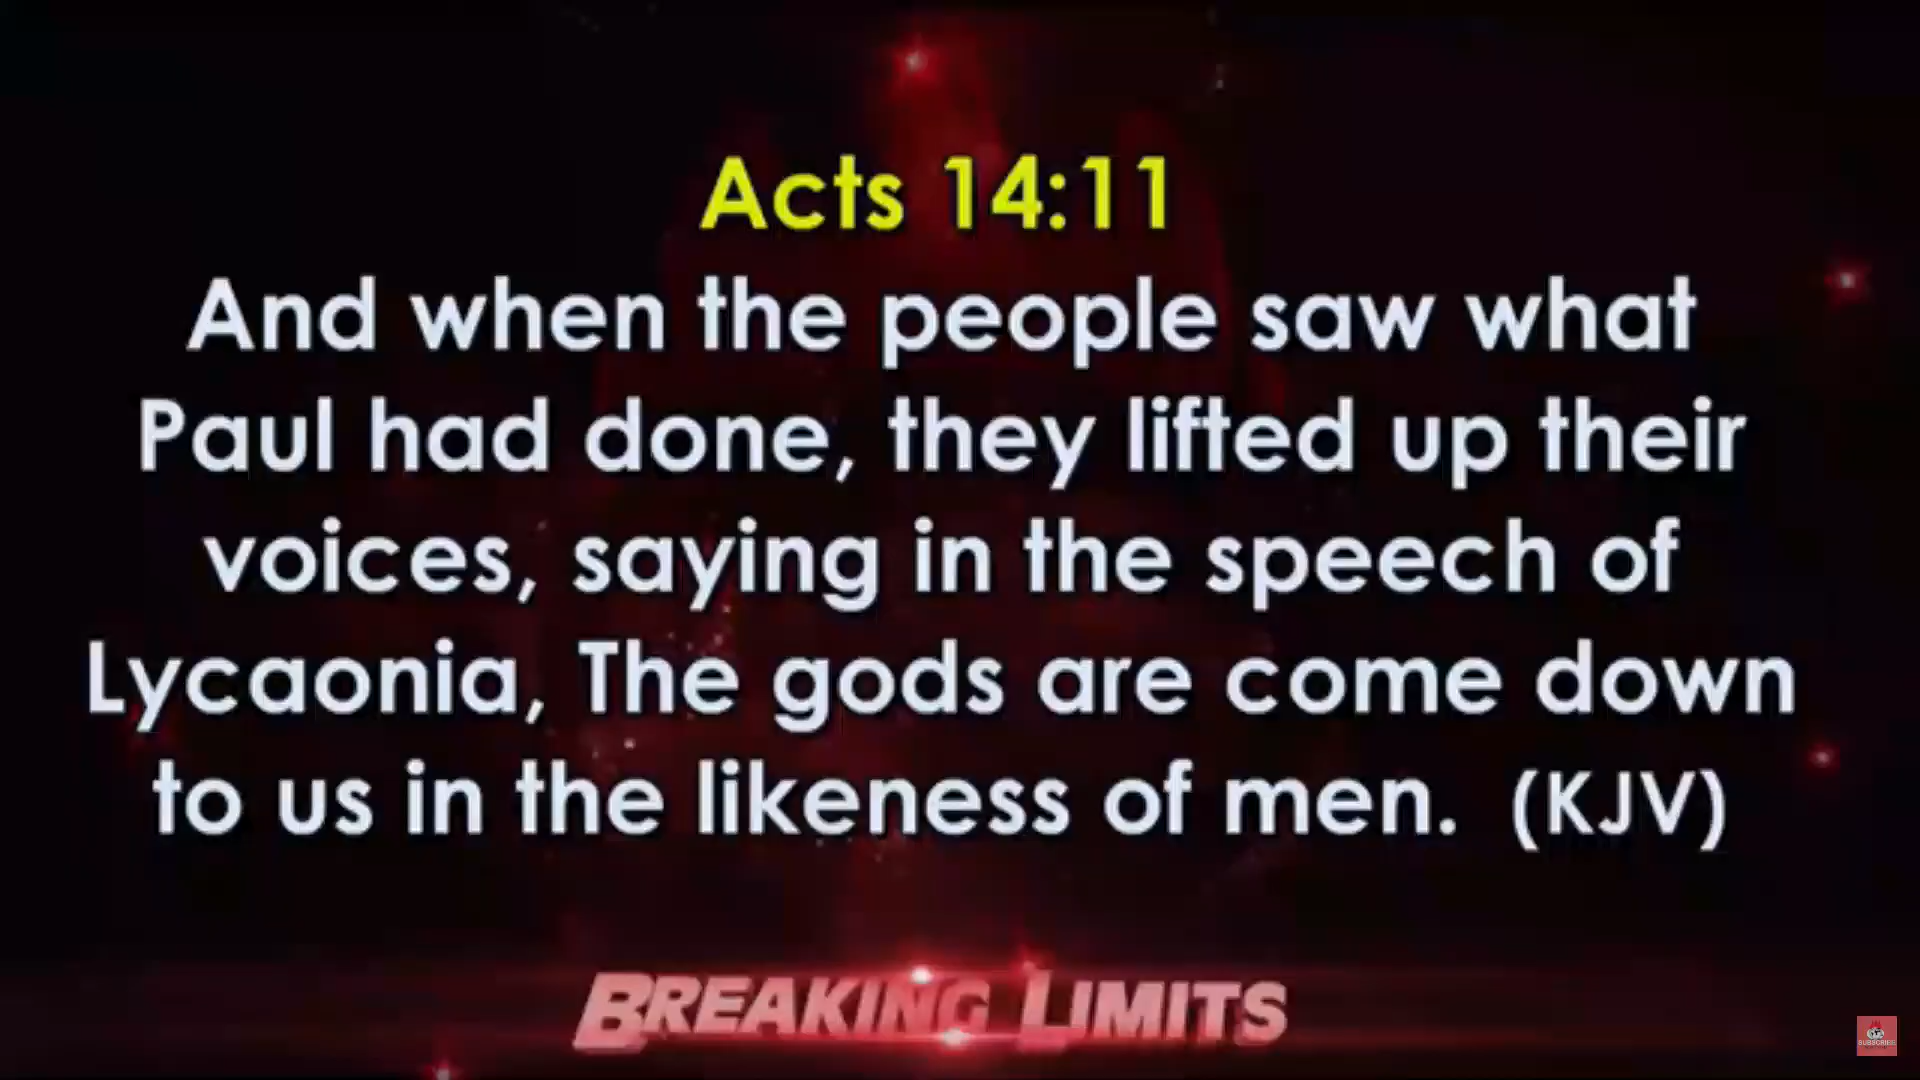 Acts 14:11
And when the people saw what
Paul had done, they lifted up their
voices, saying in the speech of
Lycaonia, The gods are come down
to us in the likeness of men. (KJV)
BREAKING LIMITS
SUBSCRIBE